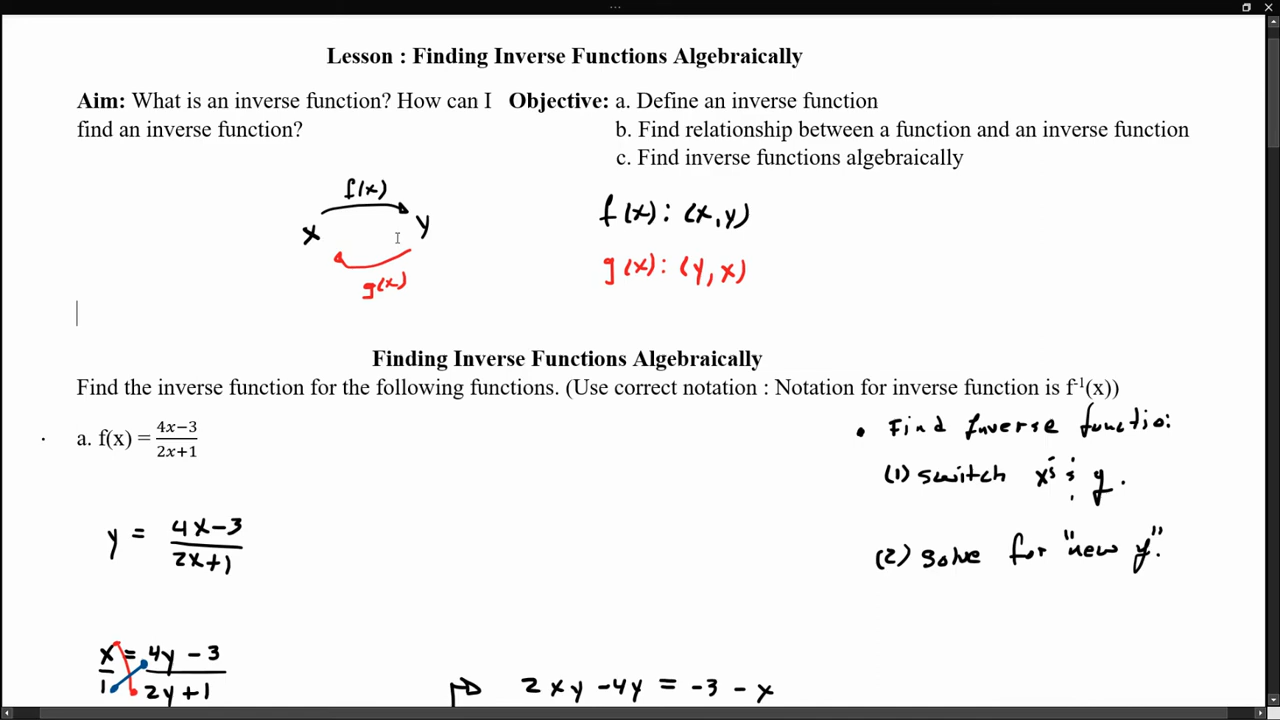 Lesson : Finding Inverse Functions Algebraically
Aim: What is an inverse function? How can I find an inverse function?
Objective: a. Define an inverse function
b. Find relationship between a function and an inverse function
c. Find inverse functions algebraically
f(x)
x y
g(x)
f(x): (x,y)
g(x): (y,x)
Finding Inverse Functions Algebraically
Find the inverse function for the following functions. (Use correct notation : Notation for inverse function is f⁻¹(x))
a. f(x) = (4x−3)/(2x+1)
• Find Inverse functio:
(1) switch x's ; y.
(2) solve for "new y".
y = (4x−3)/(2x+1)
x/1 = (4y−3)/(2y+1)
2xy −4y = −3 −x